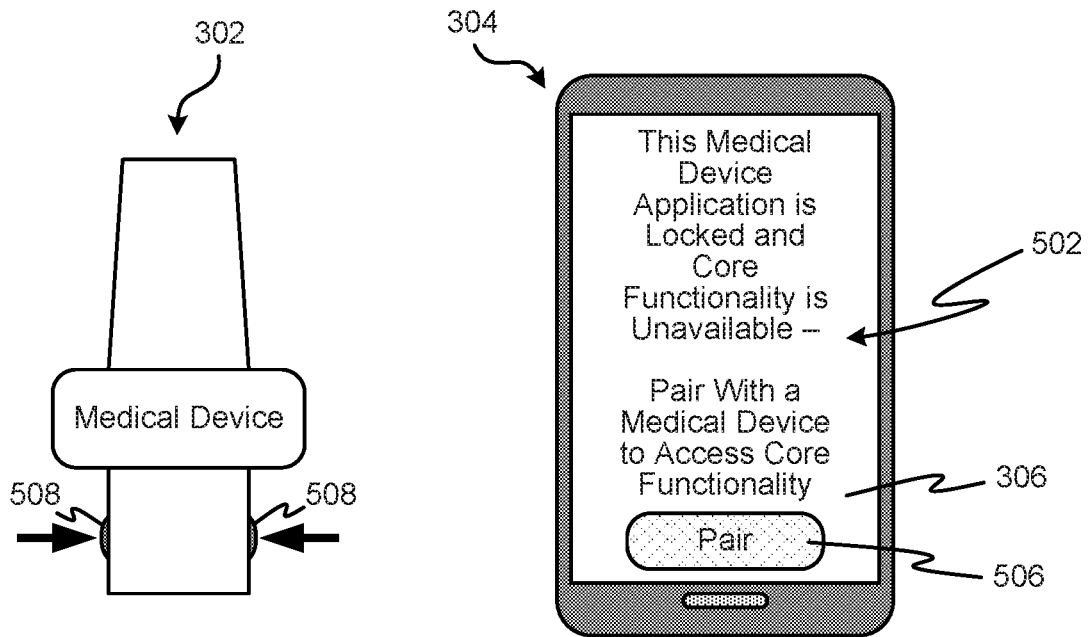 302
304
This Medical
Device
Application is
Locked and
Core
Functionality is
Unavailable –
502
Pair With a
Medical Device
to Access Core
Functionality
306
Pair
506
Medical Device
508
508